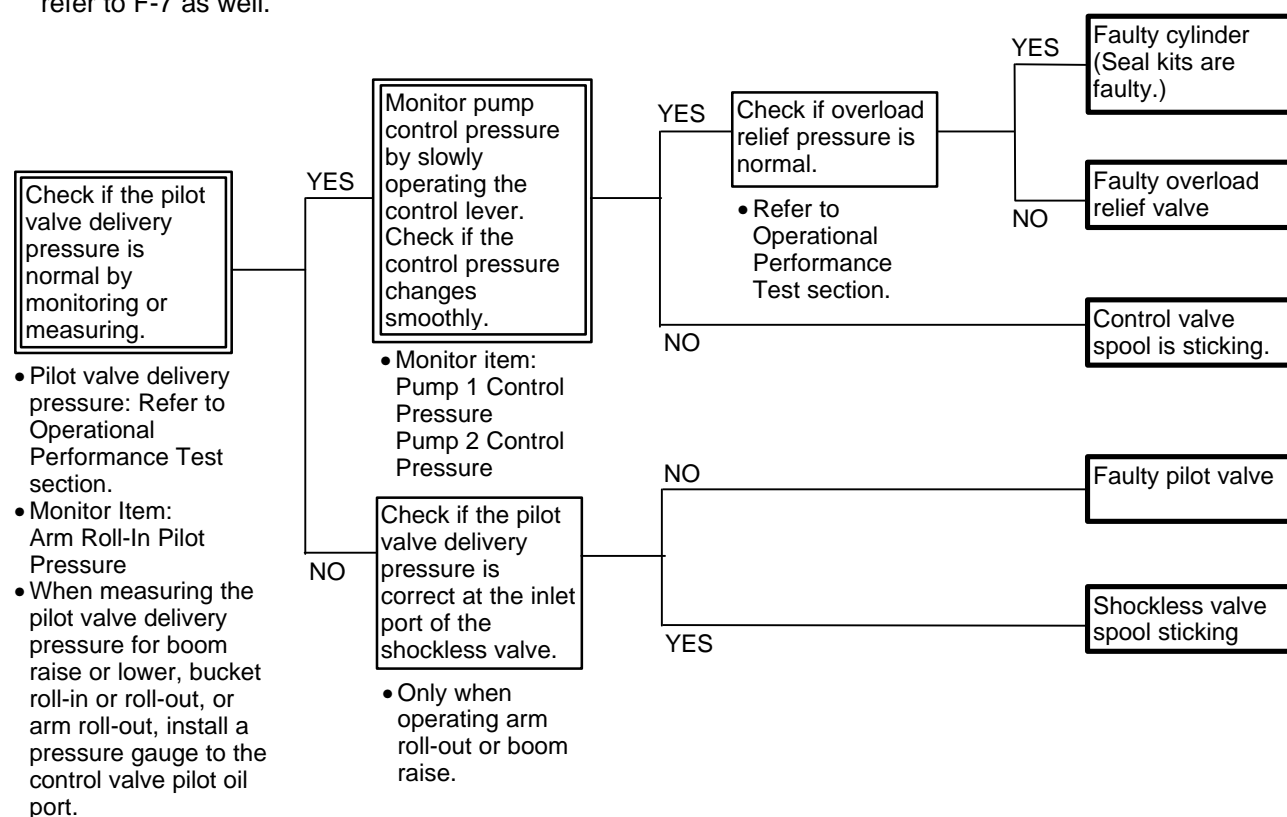 refer to F-7 as well.
Check if the pilot
valve delivery
pressure is
normal by
monitoring or
measuring.
• Pilot valve delivery
pressure: Refer to
Operational
Performance Test
section.
• Monitor Item:
Arm Roll-In Pilot
Pressure
• When measuring the
pilot valve delivery
pressure for boom
raise or lower, bucket
roll-in or roll-out, or
arm roll-out, install a
pressure gauge to the
control valve pilot oil
port.
YES
Monitor pump
control pressure
by slowly
operating the
control lever.
Check if the
control pressure
changes
smoothly.
• Monitor item:
Pump 1 Control
Pressure
Pump 2 Control
Pressure
YES
Check if overload
relief pressure is
normal.
• Refer to
Operational
Performance
Test section.
YES
Faulty cylinder
(Seal kits are
faulty.)
NO
Faulty overload
relief valve
NO
Control valve
spool is sticking.
NO
Check if the pilot
valve delivery
pressure is
correct at the inlet
port of the
shockless valve.
• Only when
operating arm
roll-out or boom
raise.
NO
Faulty pilot valve
YES
Shockless valve
spool sticking